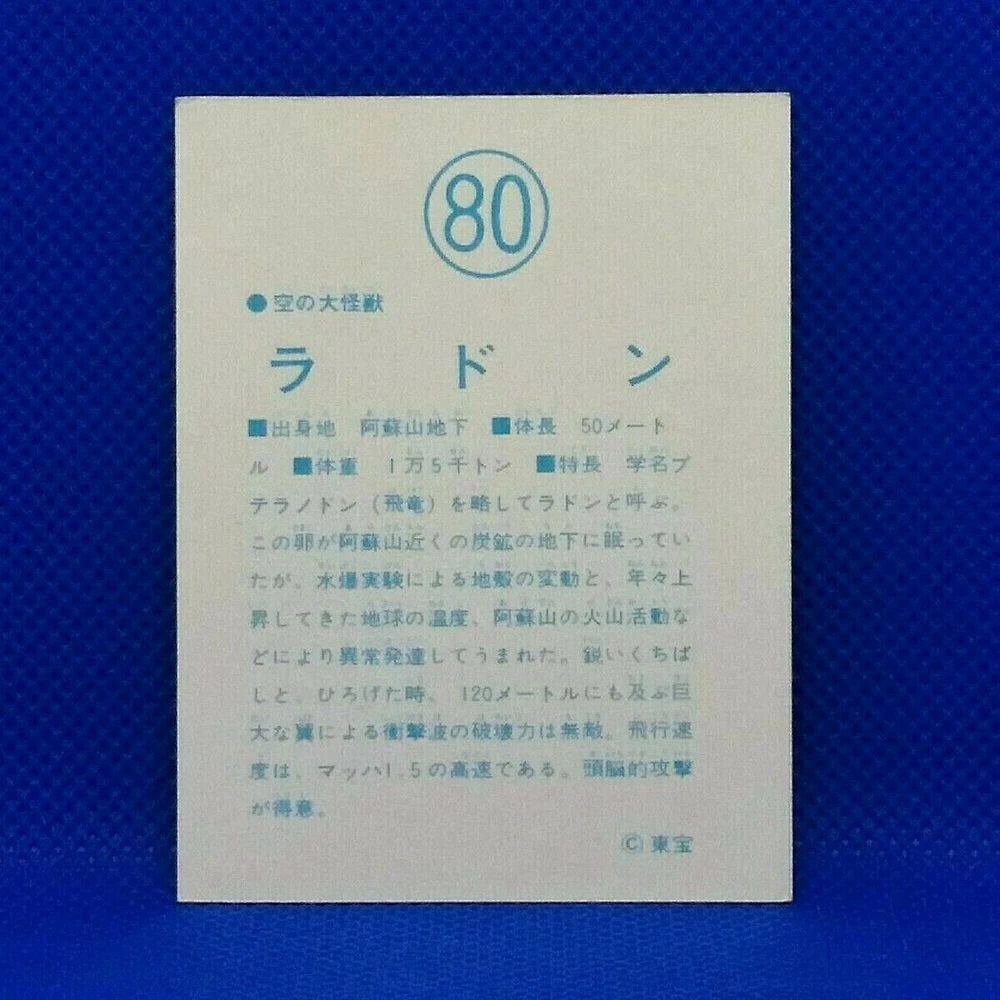 80
●空の大怪獣
ラドン
■出身地　阿蘇山地下　■体長　50メート
ル　■体重　1万5千トン　■特長　学名プ
テラノドン（飛竜）を略してラドンと呼ぶ。
この卵が阿蘇山近くの炭鉱の地下に眠ってい
たが、水爆実験による地殻の変動と、年々上
昇してきた地球の温度、阿蘇山の火山活動な
どにより異常発達してうまれた。鋭いくちば
しと、ひろげた時、120メートルにも及ぶ巨
大な翼による衝撃波の破壊力は無敵。飛行速
度は、マッハ1.5の高速である。頭脳的攻撃
が得意。
©東宝